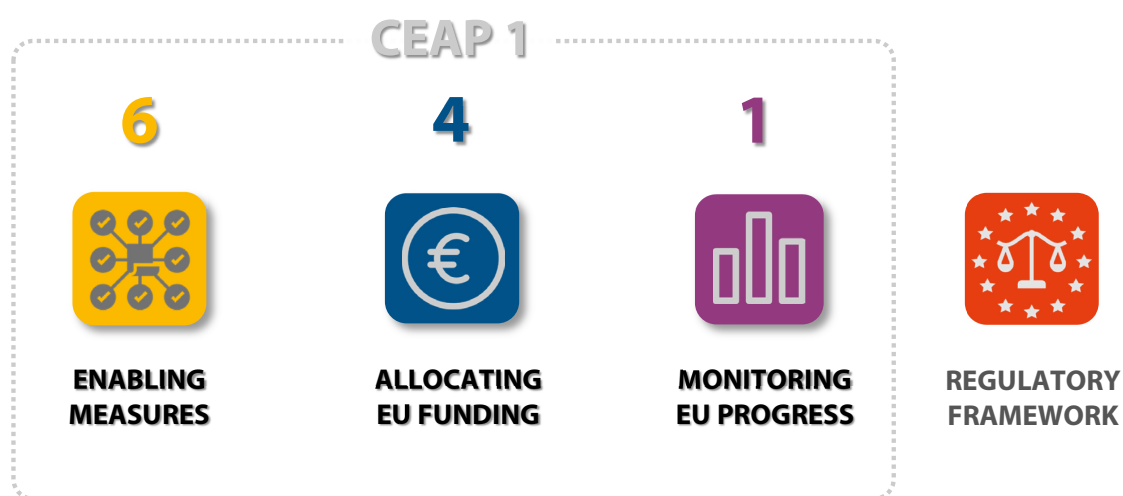 CEAP 1
6
4
1
€
ENABLING
MEASURES
ALLOCATING
EU FUNDING
MONITORING
EU PROGRESS
REGULATORY
FRAMEWORK